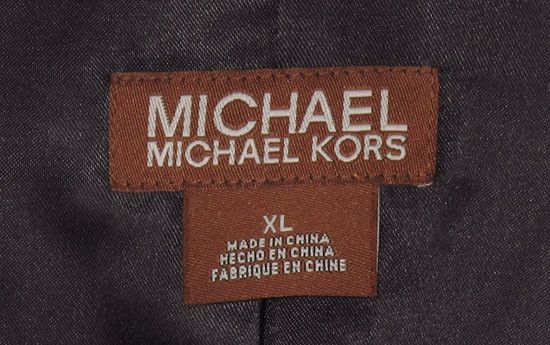 MICHAEL
MICHAEL KORS
XL
MADE IN CHINA
HECHO EN CHINA
FABRIQUE EN CHINE